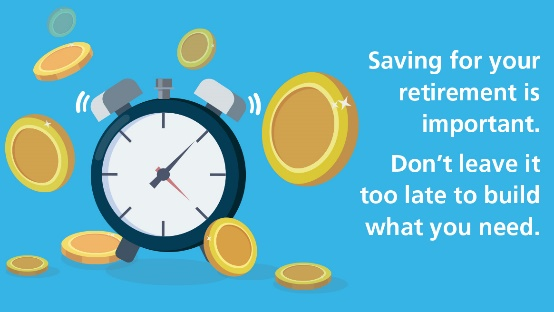 Saving for your
retirement is
important.
Don't leave it
too late to build
what you need.